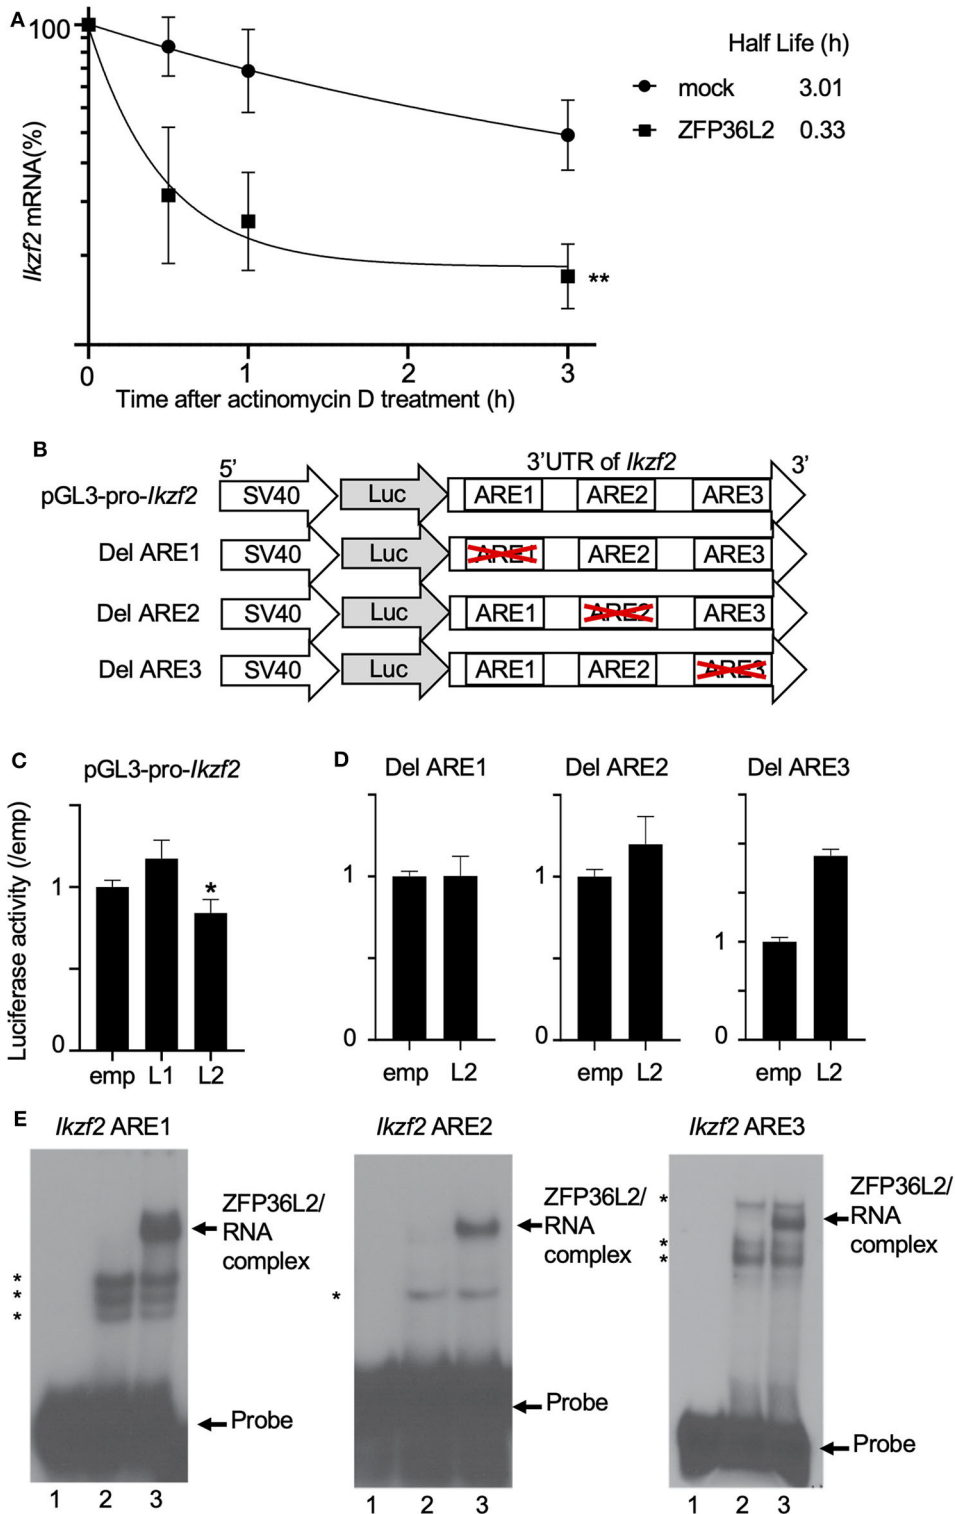 A
100
Ikzf2 mRNA(%)
0 1 2 3
Time after actinomycin D treatment (h)
**
Half Life (h)
mock 3.01
ZFP36L2 0.33
B
5’ 3’UTR of Ikzf2 3’
pGL3-pro-Ikzf2 SV40 Luc ARE1 ARE2 ARE3
Del ARE1 SV40 Luc ARE1 ARE2 ARE3
Del ARE2 SV40 Luc ARE1 ARE2 ARE3
Del ARE3 SV40 Luc ARE1 ARE2 ARE3
C
pGL3-pro-Ikzf2
Luciferase activity (/emp)
1
0
*
emp L1 L2
D
Del ARE1
1
0
emp L2
Del ARE2
1
0
emp L2
Del ARE3
1
0
emp L2
E
Ikzf2 ARE1
ZFP36L2/
RNA
complex
*
*
*
Probe
1 2 3
Ikzf2 ARE2
ZFP36L2/
RNA
complex
*
Probe
1 2 3
Ikzf2 ARE3
*
ZFP36L2/
RNA
complex
*
*
Probe
1 2 3